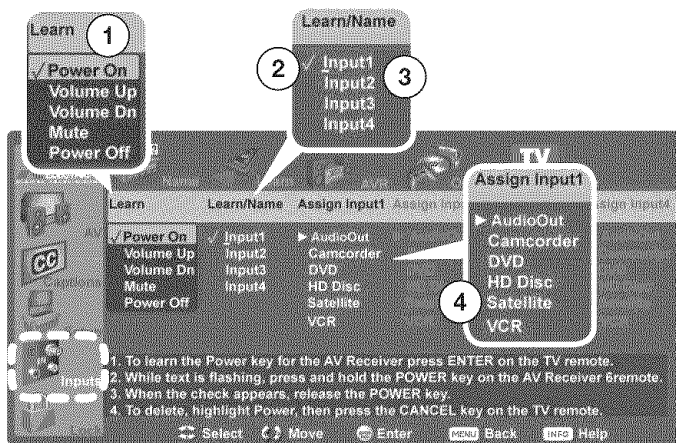 Learn
1
√ Power On
Volume Up
Volume Dn
Mute
Power Off
Learn/Name
2
√ Input1
3
Input2
Input3
Input4
Name
AVR
TV
Learn
Learn/Name
Assign Input1
Assign Input4
√ Power On
Volume Up
Volume Dn
Mute
Power Off
√ Input1
Input2
Input3
Input4
► AudioOut
Camcorder
DVD
HD Disc
Satellite
VCR
Assign Input1
► AudioOut
Camcorder
DVD
HD Disc
4
Satellite
VCR
AV
CC
Captions
Inputs
1. To learn the Power key for the AV Receiver press ENTER on the TV remote.
2. While text is flashing, press and hold the POWER key on the AV Receiver 6remote.
3. When the check appears, release the POWER key.
4. To delete, highlight Power, then press the CANCEL key on the TV remote.
Select
Move
Enter
MENU Back
INFO Help